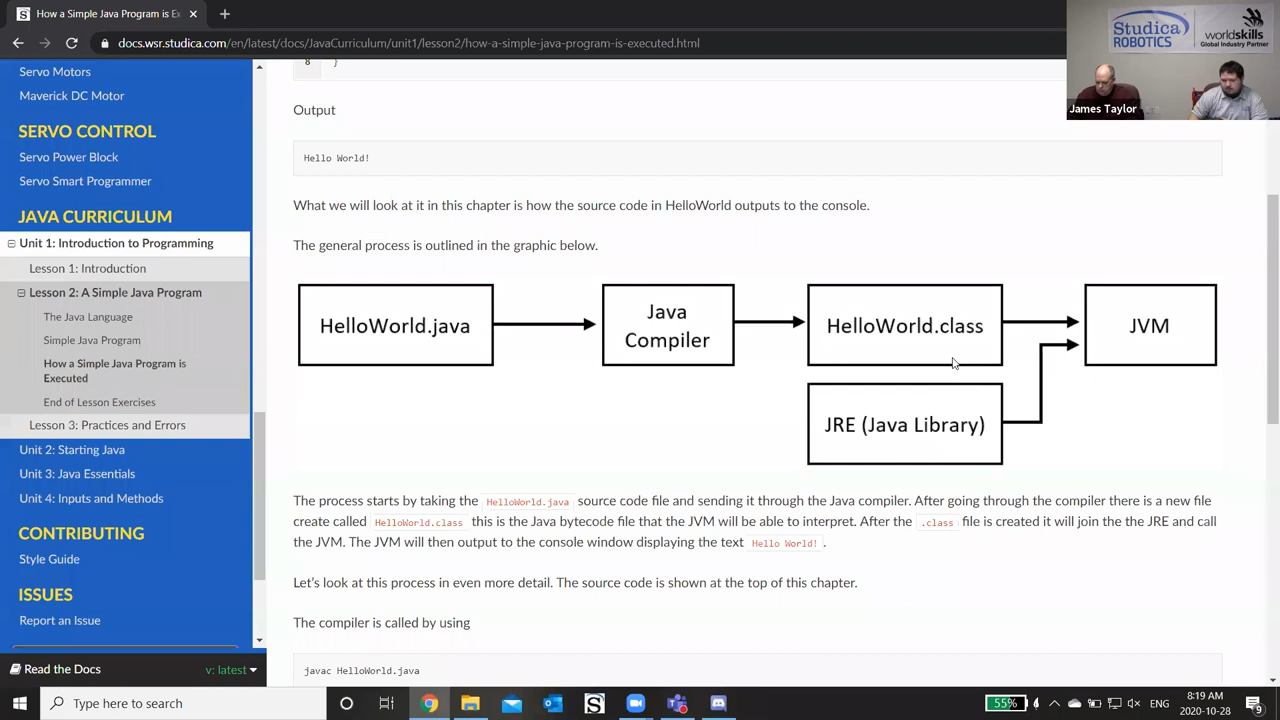 S How a Simple Java Program is Ex
docs.wsr.studica.com/en/latest/docs/JavaCurriculum/unit1/lesson2/how-a-simple-java-program-is-executed.html
Studica
ROBOTICS
worldskills
Global Industry Partner
James Taylor
Servo Motors
Maverick DC Motor
SERVO CONTROL
Servo Power Block
Servo Smart Programmer
JAVA CURRICULUM
Unit 1: Introduction to Programming
Lesson 1: Introduction
Lesson 2: A Simple Java Program
The Java Language
Simple Java Program
How a Simple Java Program is
Executed
End of Lesson Exercises
Lesson 3: Practices and Errors
Unit 2: Starting Java
Unit 3: Java Essentials
Unit 4: Inputs and Methods
CONTRIBUTING
Style Guide
ISSUES
Report an Issue
Read the Docs
v: latest
8 }
Output
Hello World!
What we will look at it in this chapter is how the source code in HelloWorld outputs to the console.
The general process is outlined in the graphic below.
HelloWorld.java
Java
Compiler
HelloWorld.class
JVM
JRE (Java Library)
The process starts by taking the HelloWorld.java source code file and sending it through the Java compiler. After going through the compiler there is a new file
create called HelloWorld.class this is the Java bytecode file that the JVM will be able to interpret. After the .class file is created it will join the the JRE and call
the JVM. The JVM will then output to the console window displaying the text Hello World! .
Let's look at this process in even more detail. The source code is shown at the top of this chapter.
The compiler is called by using
javac HelloWorld.java
Type here to search
S
55%
ENG
8:19 AM
2020-10-28
9